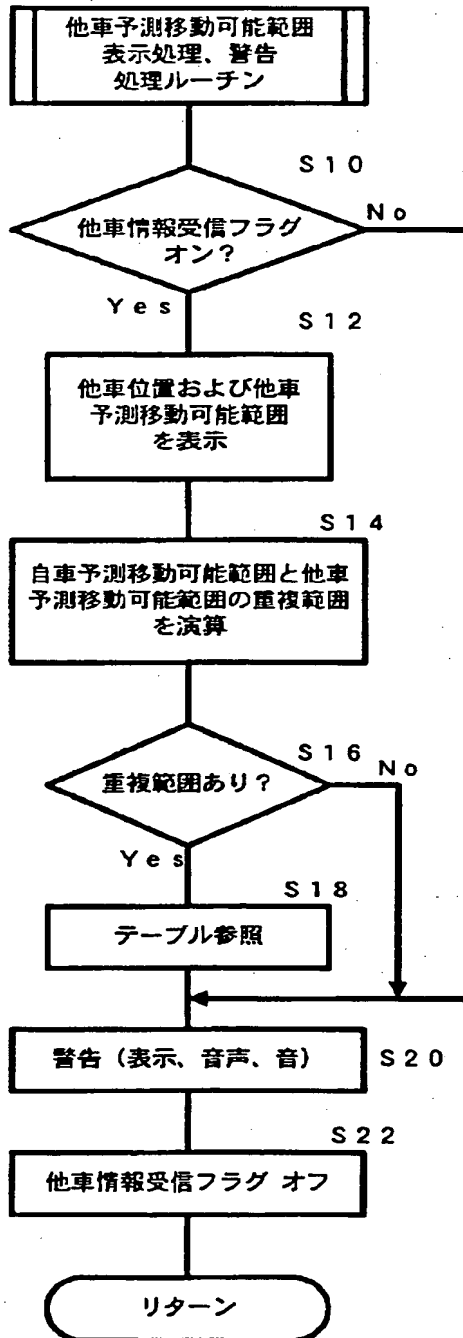 他車予測移動可能範囲
表示処理、警告
処理ルーチン
S10
他車情報受信フラグ
オン?
No
Yes
S12
他車位置および他車
予測移動可能範囲
を表示
S14
自車予測移動可能範囲と他車
予測移動可能範囲の重複範囲
を演算
S16
重複範囲あり?
No
Yes
S18
テーブル参照
警告（表示、音声、音）
S20
S22
他車情報受信フラグ オフ
リターン